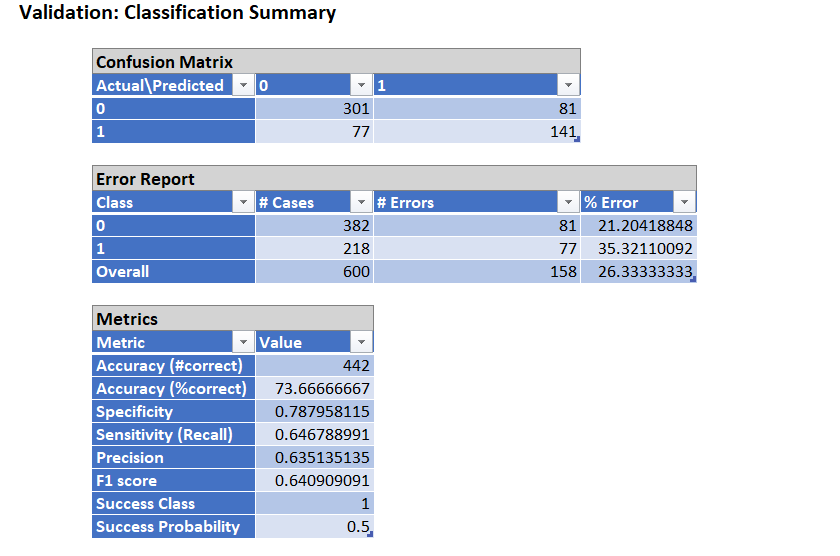 Validation: Classification Summary
Confusion Matrix
Actual\Predicted 0 1
0 301 81
1 77 141
Error Report
Class # Cases # Errors % Error
0 382 81 21.20418848
1 218 77 35.32110092
Overall 600 158 26.33333333
Metrics
Metric Value
Accuracy (#correct) 442
Accuracy (%correct) 73.66666667
Specificity 0.787958115
Sensitivity (Recall) 0.646788991
Precision 0.635135135
F1 score 0.640909091
Success Class 1
Success Probability 0.5